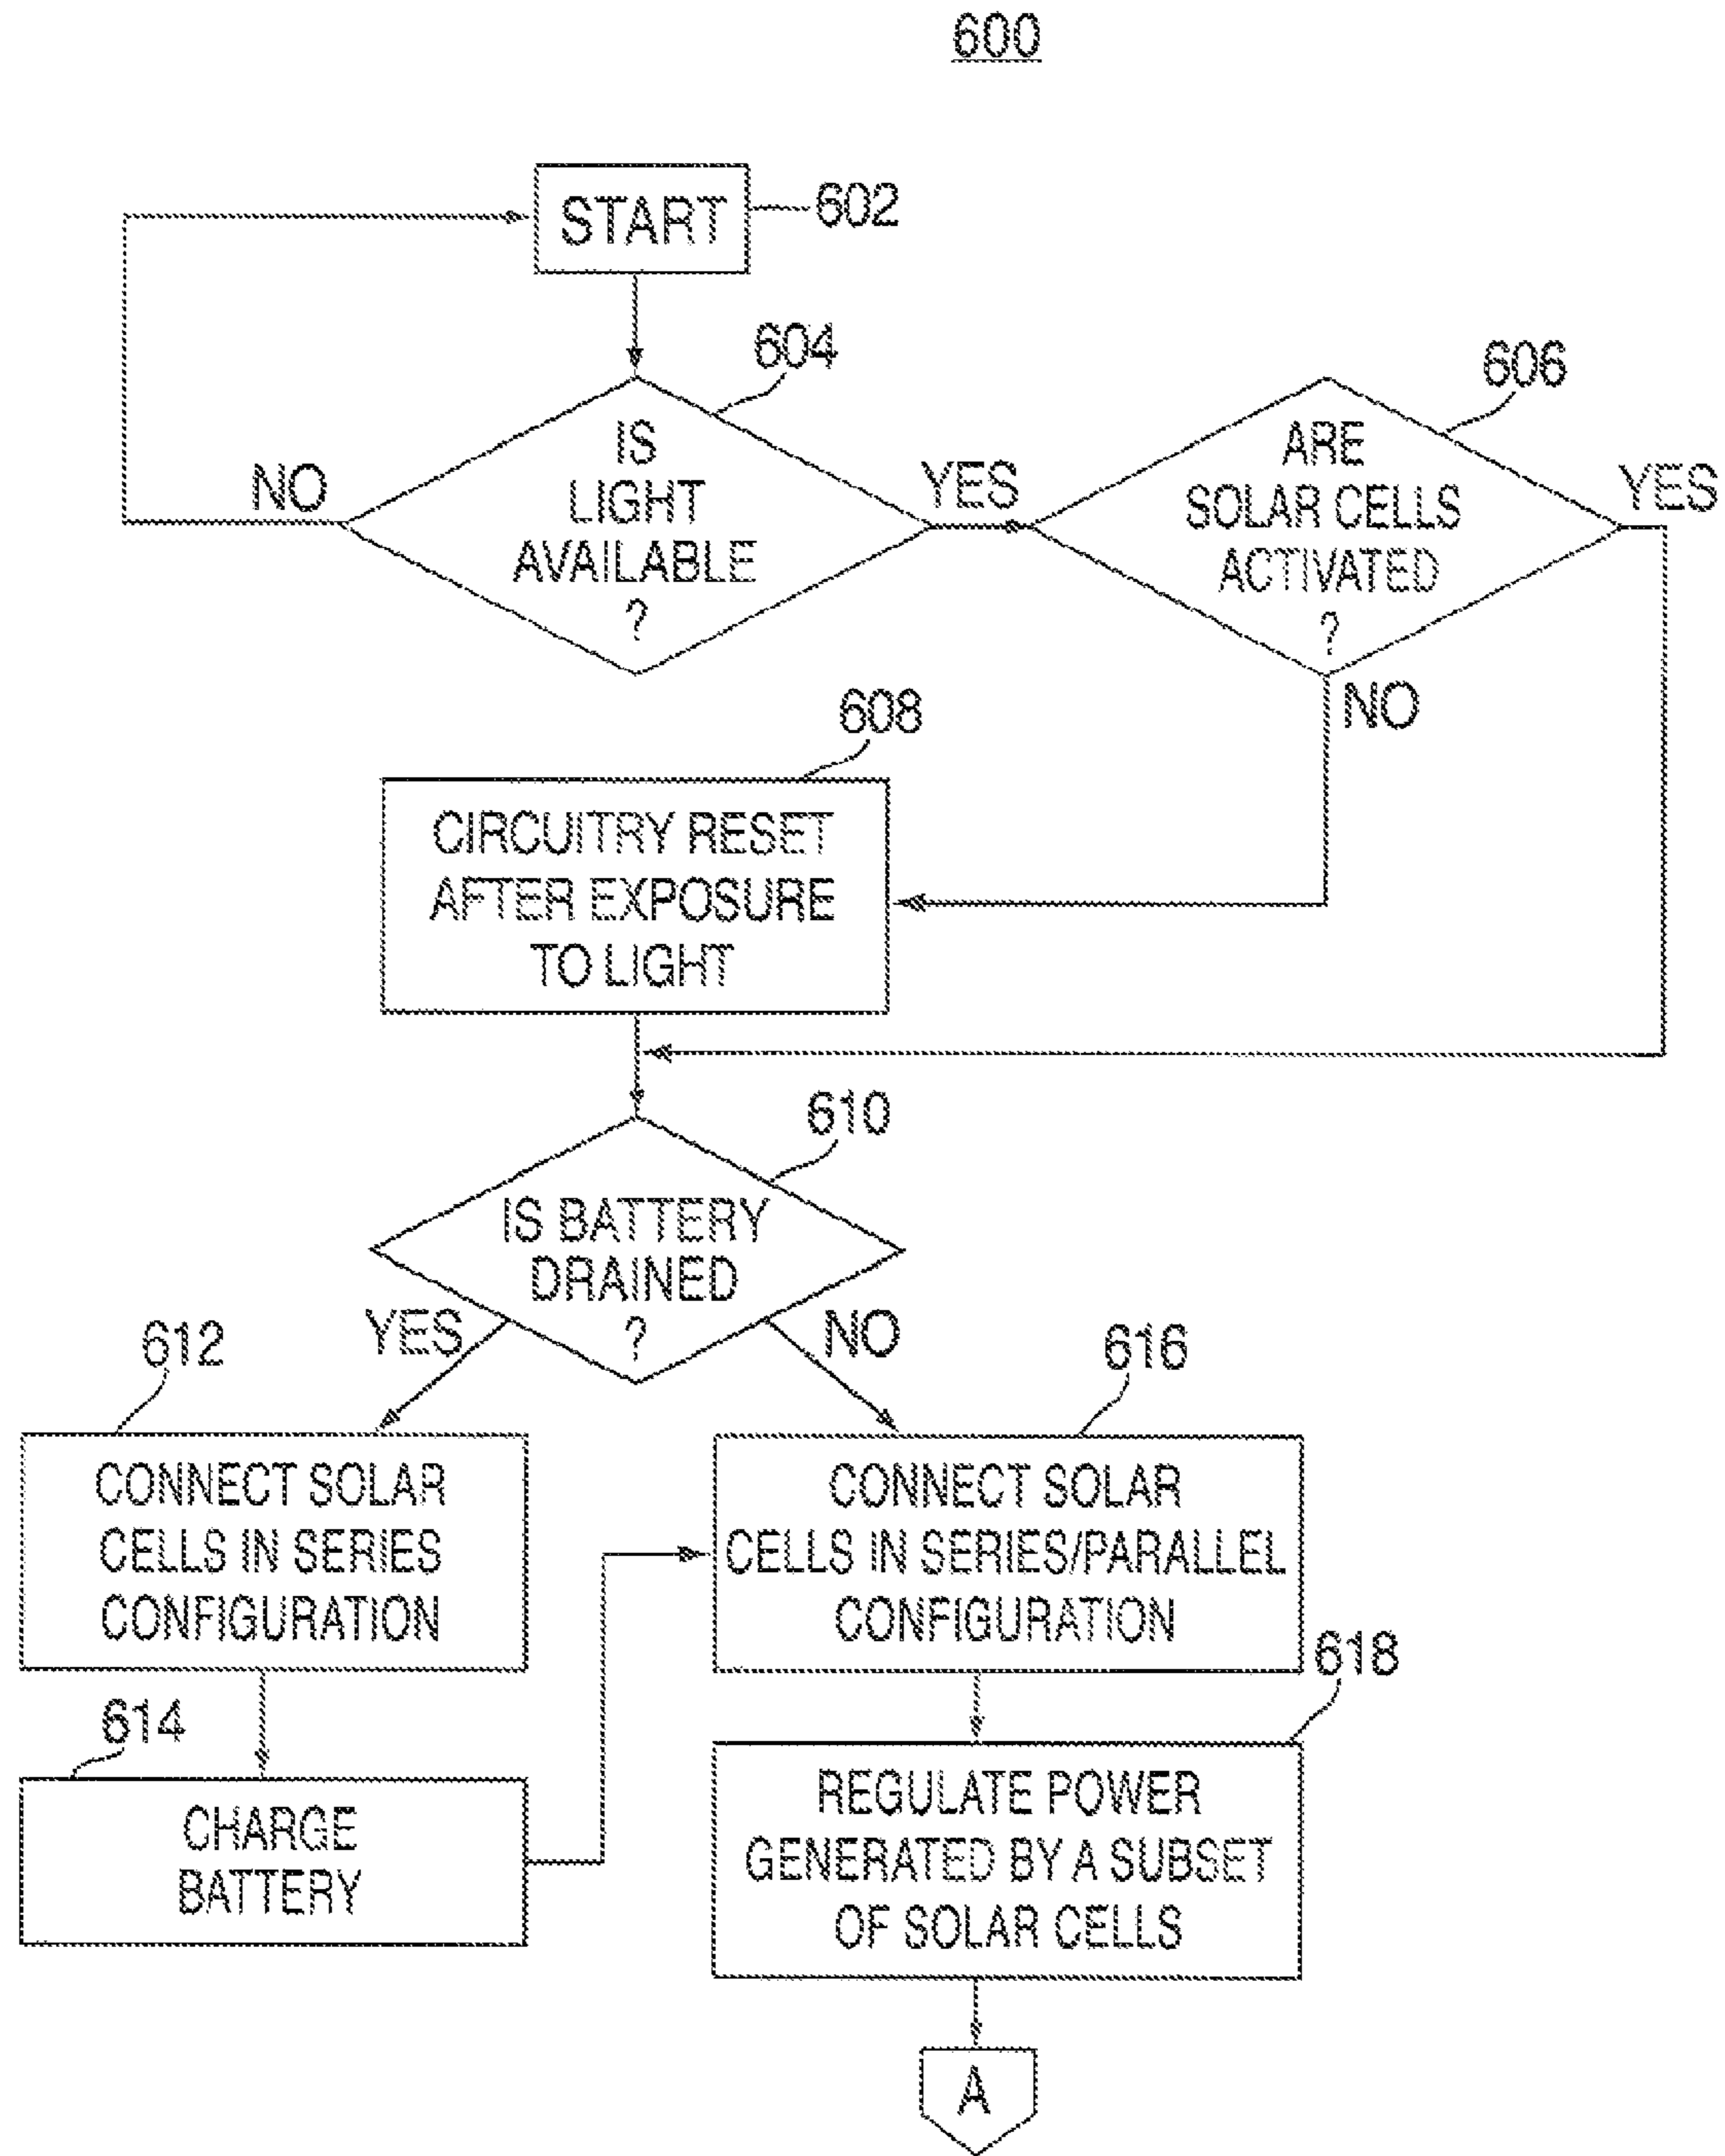 600
START
602
604
606
IS
LIGHT
AVAILABLE
?
NO
YES
ARE
SOLAR CELLS
ACTIVATED
?
YES
NO
608
CIRCUITRY RESET
AFTER EXPOSURE
TO LIGHT
610
IS BATTERY
DRAINED
?
YES
NO
612
CONNECT SOLAR
CELLS IN SERIES
CONFIGURATION
616
CONNECT SOLAR
CELLS IN SERIES/PARALLEL
CONFIGURATION
614
CHARGE
BATTERY
618
REGULATE POWER
GENERATED BY A SUBSET
OF SOLAR CELLS
A